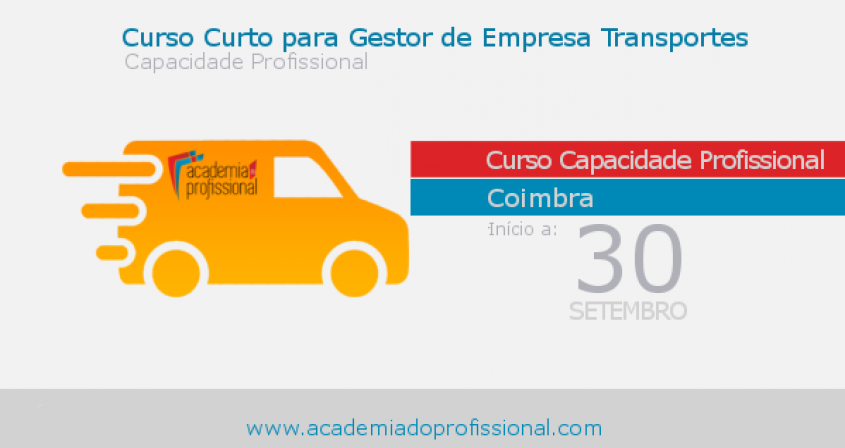 Curso Curto para Gestor de Empresa Transportes
Capacidade Profissional
academia
profissional
Curso Capacidade Profissional
Coimbra
Início a:
30
SETEMBRO
www.academiadoprofissional.com